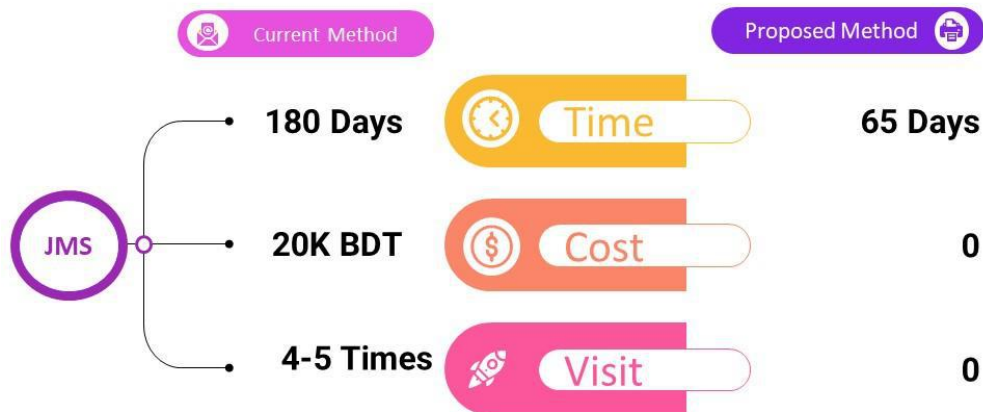 Current Method
Proposed Method
180 Days
Time
65 Days
JMS
20K BDT
Cost
0
4-5 Times
Visit
0